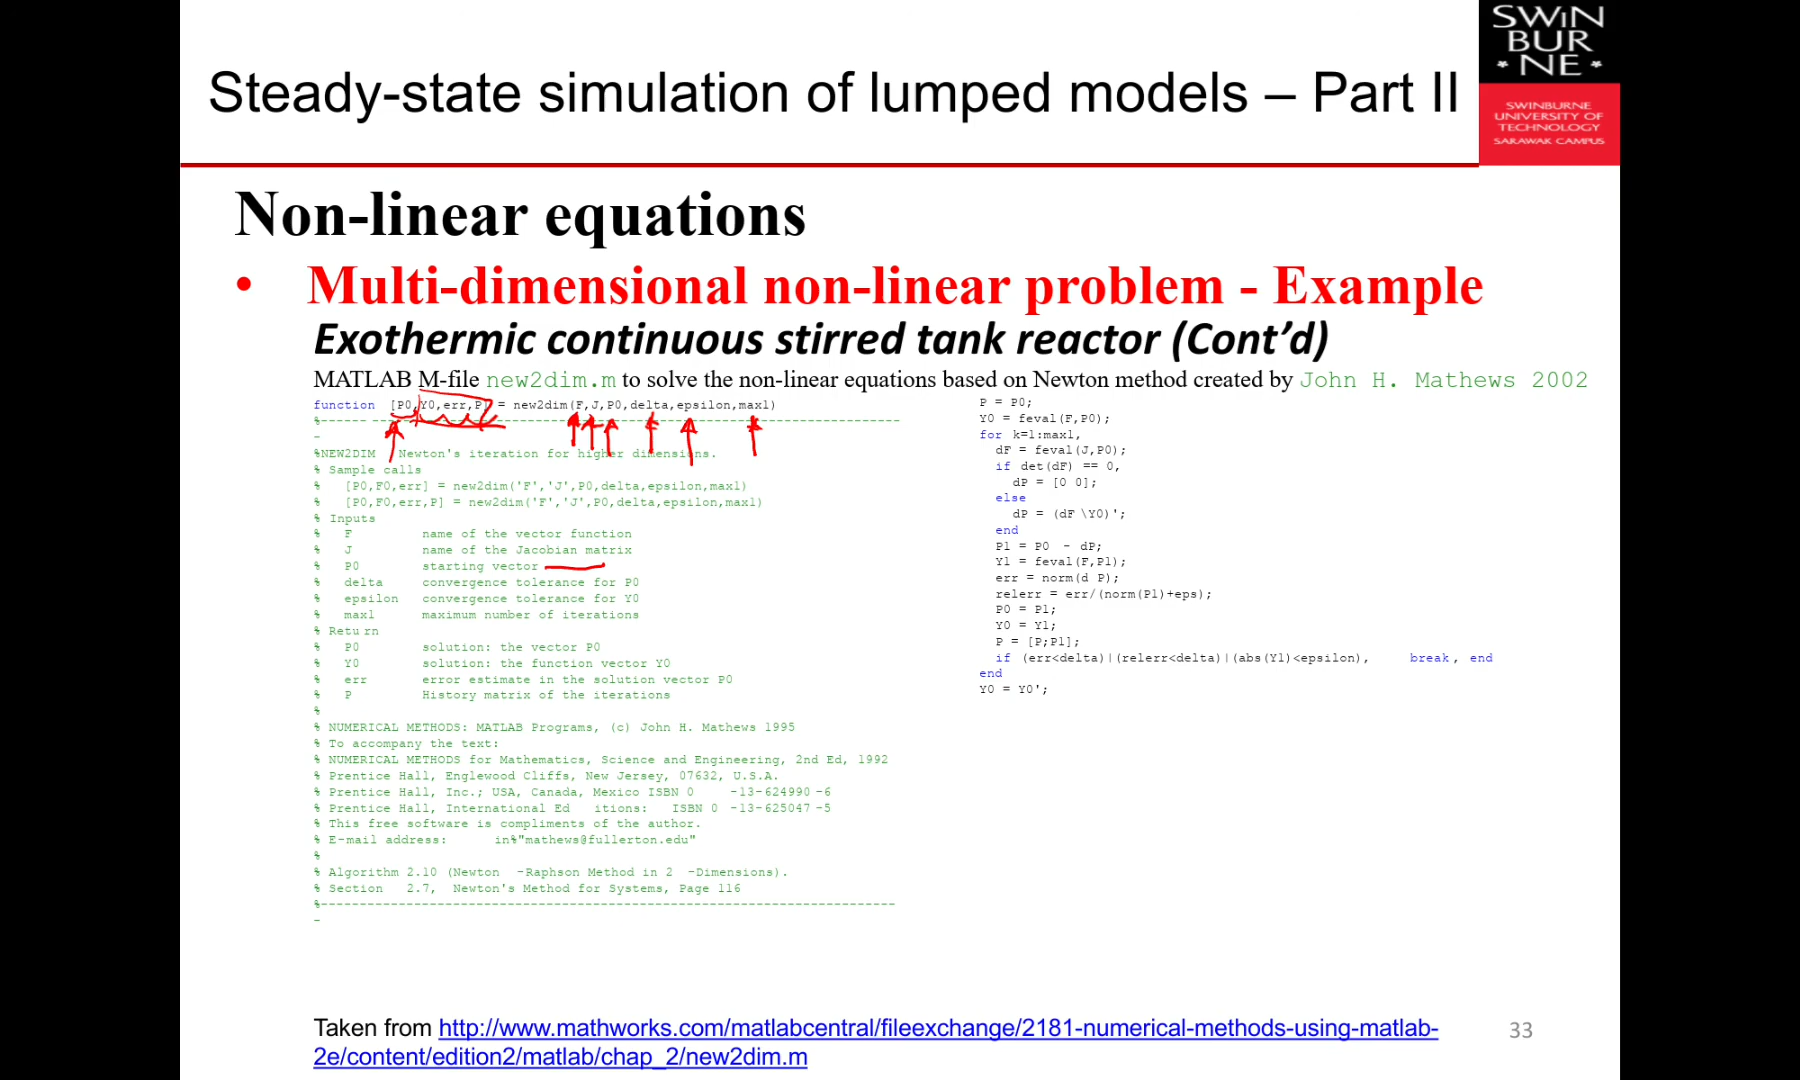 Steady-state simulation of lumped models – Part II
SWiN
BUR
* NE *
SWINBURNE
UNIVERSITY OF
TECHNOLOGY
SARAWAK CAMPUS
Non-linear equations
• Multi-dimensional non-linear problem - Example
Exothermic continuous stirred tank reactor (Cont'd)
MATLAB M-file new2dim.m to solve the non-linear equations based on Newton method created by John H. Mathews 2002
function [P0,Y0,err,P] = new2dim(F,J,P0,delta,epsilon,max1)
%---------------------------------------------------------------------------
-
%NEW2DIM Newton's iteration for higher dimensions.
% Sample calls
% [P0,F0,err] = new2dim('F','J',P0,delta,epsilon,max1)
% [P0,F0,err,P] = new2dim('F','J',P0,delta,epsilon,max1)
% Inputs
% F name of the vector function
% J name of the Jacobian matrix
% P0 starting vector
% delta convergence tolerance for P0
% epsilon convergence tolerance for Y0
% max1 maximum number of iterations
% Retu rn
% P0 solution: the vector P0
% Y0 solution: the function vector Y0
% err error estimate in the solution vector P0
% P History matrix of the iterations
%
% NUMERICAL METHODS: MATLAB Programs, (c) John H. Mathews 1995
% To accompany the text:
% NUMERICAL METHODS for Mathematics, Science and Engineering, 2nd Ed, 1992
% Prentice Hall, Englewood Cliffs, New Jersey, 07632, U.S.A.
% Prentice Hall, Inc.; USA, Canada, Mexico ISBN 0 -13-624990 -6
% Prentice Hall, International Ed itions: ISBN 0 -13-625047 -5
% This free software is compliments of the author.
% E-mail address: in%"mathews@fullerton.edu"
%
% Algorithm 2.10 (Newton -Raphson Method in 2 -Dimensions).
% Section 2.7, Newton's Method for Systems, Page 116
%---------------------------------------------------------------------------
-
P = P0;
Y0 = feval(F,P0);
for k=1:max1,
dF = feval(J,P0);
if det(dF) == 0,
dP = [0 0];
else
dP = (dF \Y0)';
end
P1 = P0 - dP;
Y1 = feval(F,P1);
err = norm(d P);
relerr = err/(norm(P1)+eps);
P0 = P1;
Y0 = Y1;
P = [P;P1];
if (err<delta)|(relerr<delta)|(abs(Y1)<epsilon), break, end
end
Y0 = Y0';
Taken from http://www.mathworks.com/matlabcentral/fileexchange/2181-numerical-methods-using-matlab-
2e/content/edition2/matlab/chap_2/new2dim.m
33